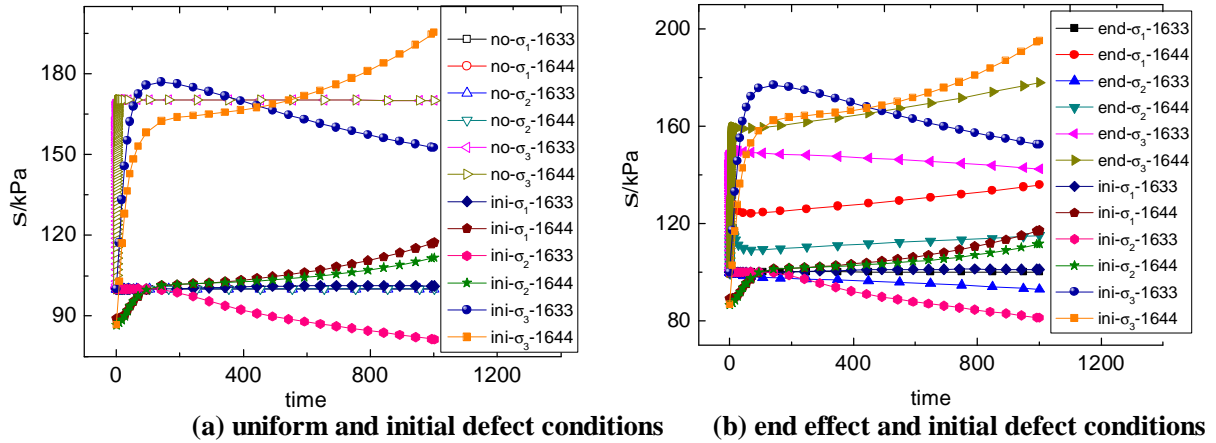 180
150
120
90
s/kPa
0
400
800
1200
time
no-σ1-1633
no-σ1-1644
no-σ2-1633
no-σ2-1644
no-σ3-1633
no-σ3-1644
ini-σ1-1633
ini-σ1-1644
ini-σ2-1633
ini-σ2-1644
ini-σ3-1633
ini-σ3-1644
(a) uniform and initial defect conditions
200
160
120
80
s/kPa
0
400
800
1200
time
end-σ1-1633
end-σ1-1644
end-σ2-1633
end-σ2-1644
end-σ3-1633
end-σ3-1644
ini-σ1-1633
ini-σ1-1644
ini-σ2-1633
ini-σ2-1644
ini-σ3-1633
ini-σ3-1644
(b) end effect and initial defect conditions